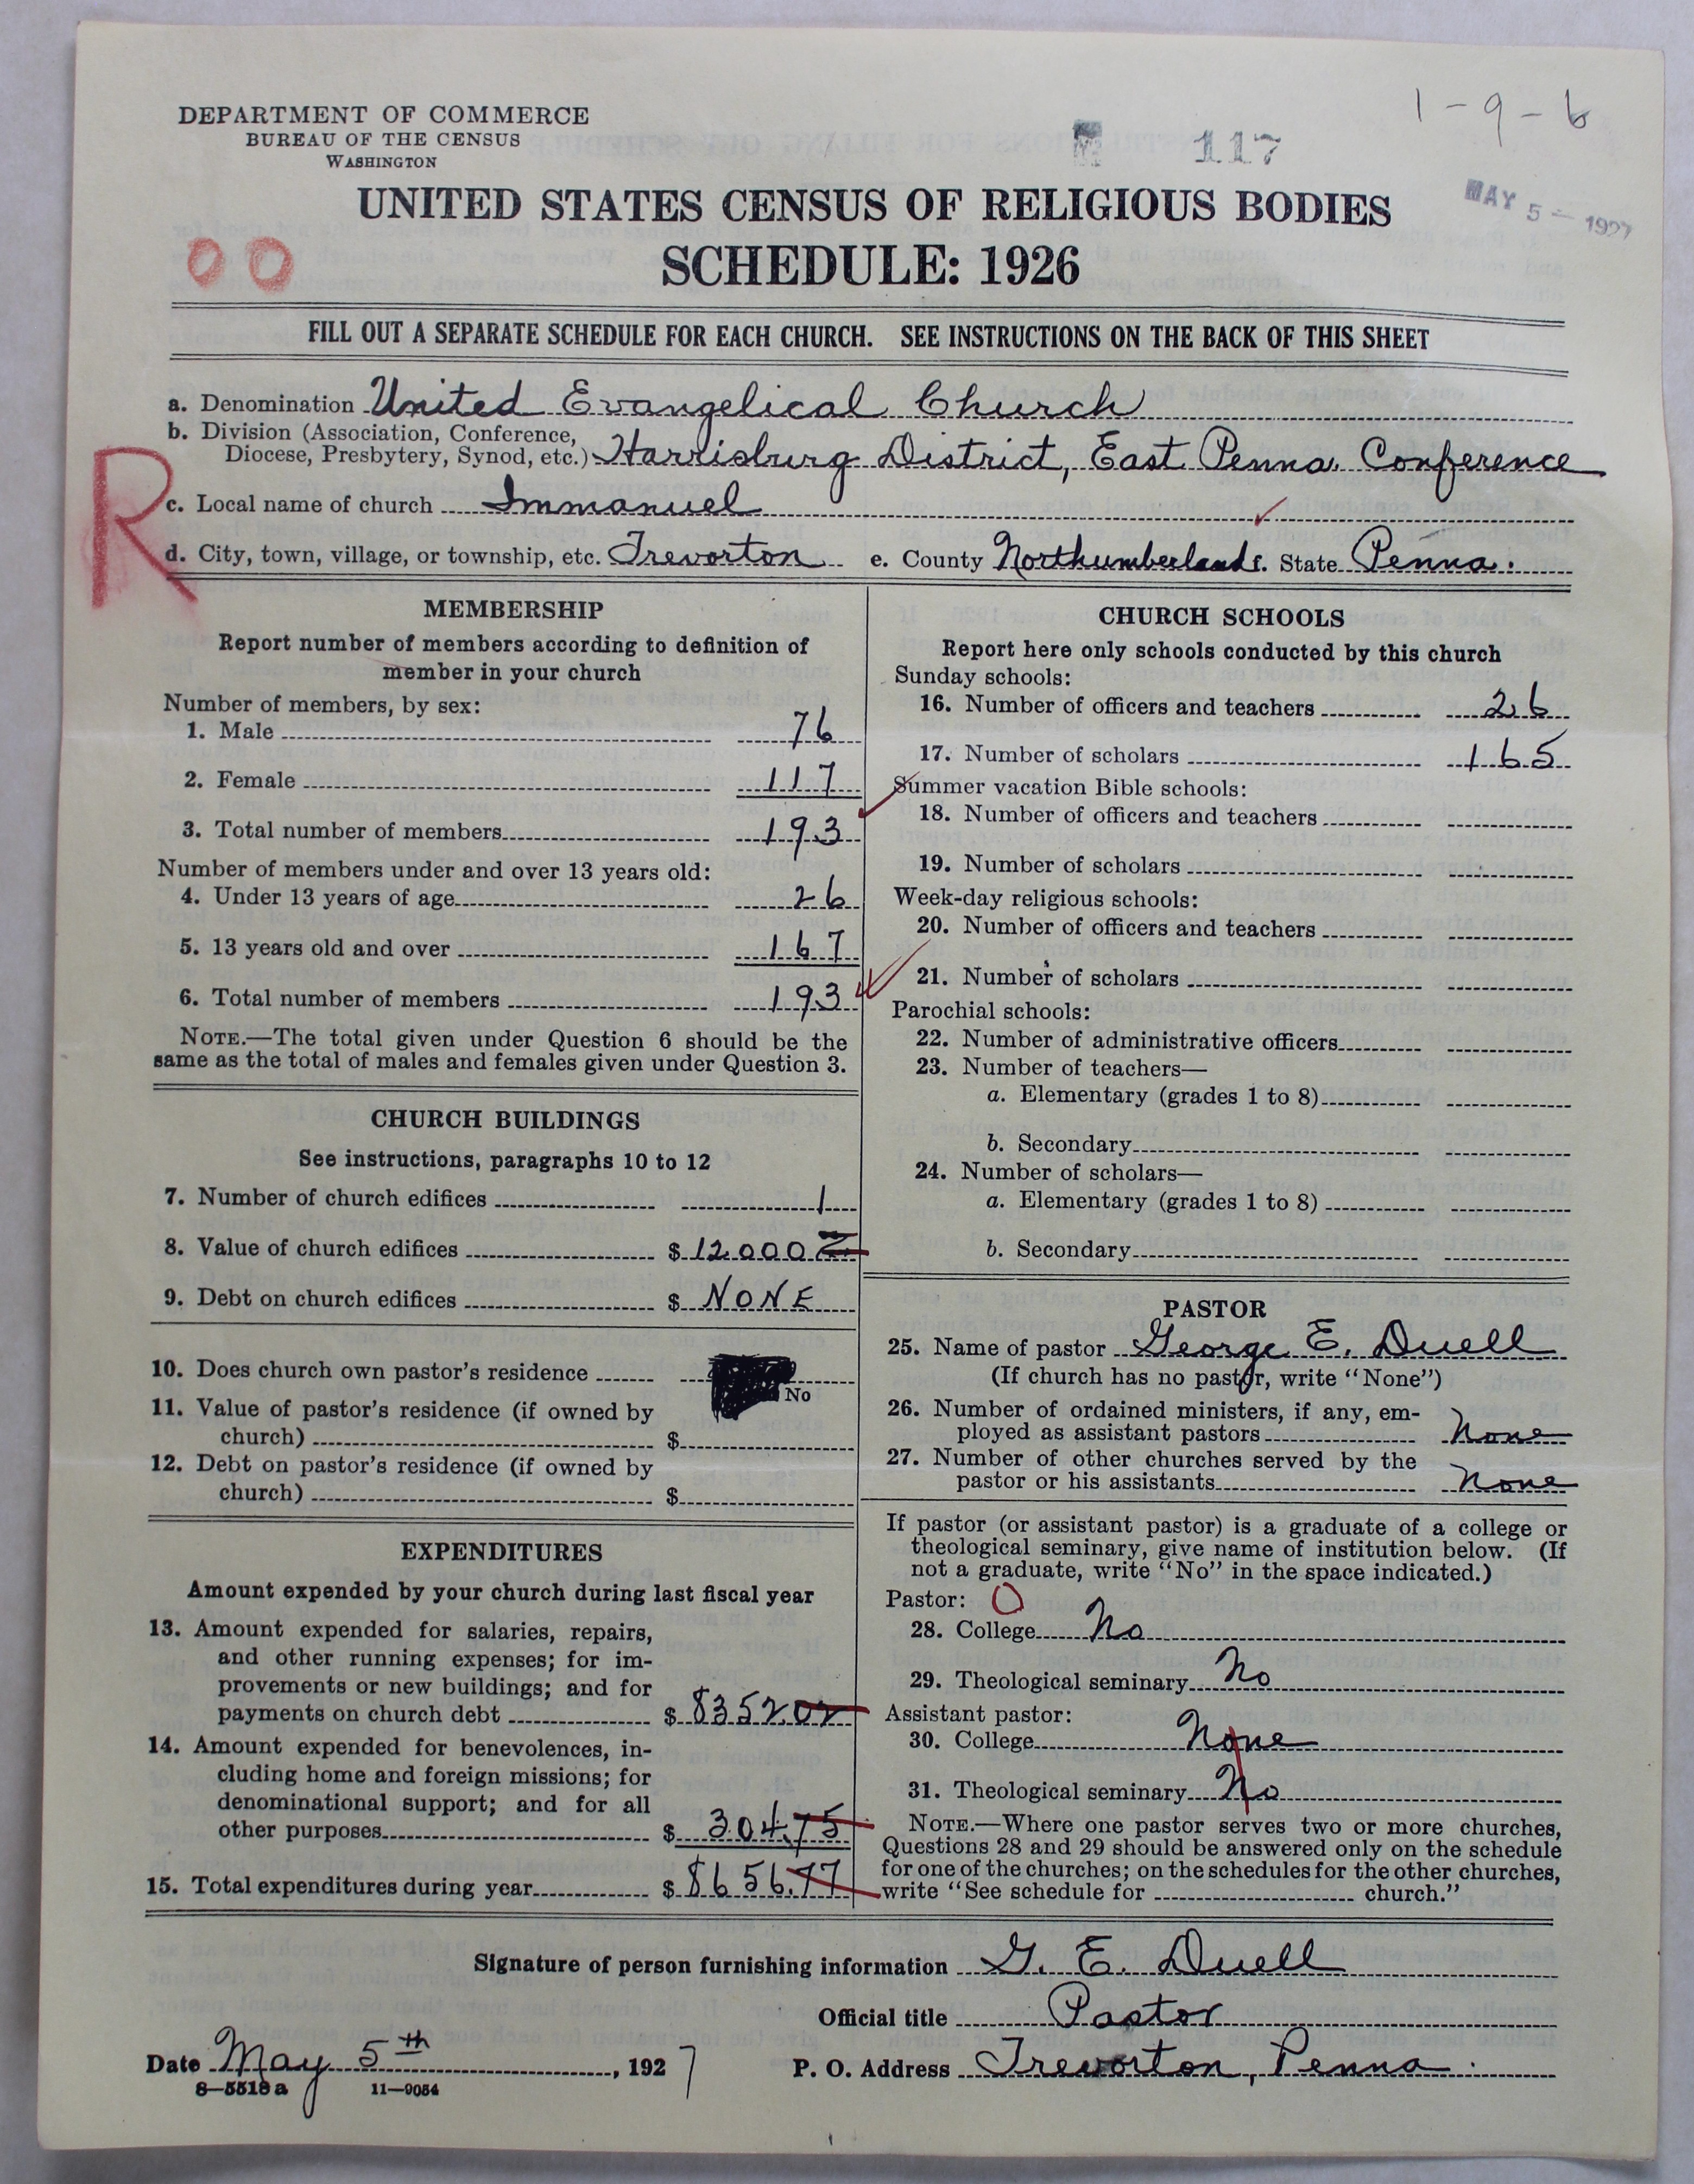 1-9-6
DEPARTMENT OF COMMERCE
BUREAU OF THE CENSUS
WASHINGTON
M 117
MAY 5 - 1927
UNITED STATES CENSUS OF RELIGIOUS BODIES
00
SCHEDULE: 1926
FILL OUT A SEPARATE SCHEDULE FOR EACH CHURCH. SEE INSTRUCTIONS ON THE BACK OF THIS SHEET
a. Denomination United Evangelical Church
b. Division (Association, Conference,
Diocese, Presbytery, Synod, etc.) Harrisburg District, East Penna. Conference
R
c. Local name of church Immanuel
d. City, town, village, or township, etc. Trevorton e. County Northumberland f. State Penna.
MEMBERSHIP
Report number of members according to definition of
member in your church
Number of members, by sex:
1. Male 76
2. Female 117
3. Total number of members 193
Number of members under and over 13 years old:
4. Under 13 years of age 26
5. 13 years old and over 167
6. Total number of members 193
NOTE.—The total given under Question 6 should be the
same as the total of males and females given under Question 3.
CHURCH BUILDINGS
See instructions, paragraphs 10 to 12
7. Number of church edifices 1
8. Value of church edifices $ 12000
9. Debt on church edifices $ NONE
10. Does church own pastor's residence No
11. Value of pastor's residence (if owned by
church) $
12. Debt on pastor's residence (if owned by
church) $
EXPENDITURES
Amount expended by your church during last fiscal year
13. Amount expended for salaries, repairs,
and other running expenses; for im-
provements or new buildings; and for
payments on church debt $ 8352.02
14. Amount expended for benevolences, in-
cluding home and foreign missions; for
denominational support; and for all
other purposes $ 304.75
15. Total expenditures during year $ 8656.77
CHURCH SCHOOLS
Report here only schools conducted by this church
Sunday schools:
16. Number of officers and teachers 26
17. Number of scholars 165
Summer vacation Bible schools:
18. Number of officers and teachers
19. Number of scholars
Week-day religious schools:
20. Number of officers and teachers
21. Number of scholars
Parochial schools:
22. Number of administrative officers
23. Number of teachers—
a. Elementary (grades 1 to 8)
b. Secondary
24. Number of scholars—
a. Elementary (grades 1 to 8)
b. Secondary
PASTOR
25. Name of pastor George E. Duell
(If church has no pastor, write "None")
26. Number of ordained ministers, if any, em-
ployed as assistant pastors None
27. Number of other churches served by the
pastor or his assistants None
If pastor (or assistant pastor) is a graduate of a college or
theological seminary, give name of institution below. (If
not a graduate, write "No" in the space indicated.)
Pastor: O
28. College No
29. Theological seminary No
Assistant pastor:
30. College None
31. Theological seminary No
NOTE.—Where one pastor serves two or more churches,
Questions 28 and 29 should be answered only on the schedule
for one of the churches; on the schedules for the other churches,
write "See schedule for church."
Signature of person furnishing information G. E. Duell
Official title Pastor
Date May 5th, 1927 P. O. Address Trevorton, Penna.
8—5518a 11—9054